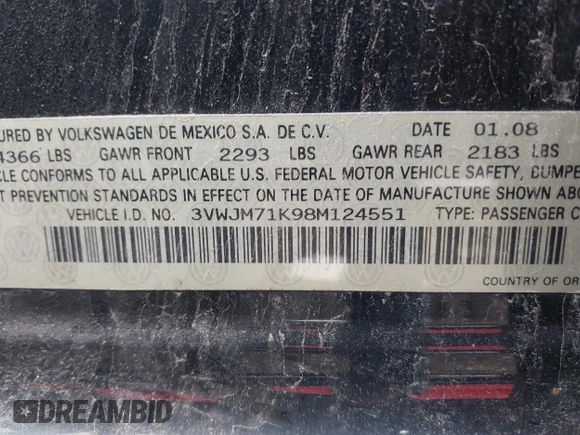 URED BY VOLKSWAGEN DE MEXICO S.A. DE C.V. DATE 01.08
4366 LBS GAWR FRONT 2293 LBS GAWR REAR 2183 LBS
CLE CONFORMS TO ALL APPLICABLE U.S. FEDERAL MOTOR VEHICLE SAFETY, BUMPE
T PREVENTION STANDARDS IN EFFECT ON THE DATE OF MANUFACTURE SHOWN ABO
VEHICLE I.D. NO. 3VWJM71K98M124551 TYPE: PASSENGER C
COUNTRY OF OR
DREAMBID